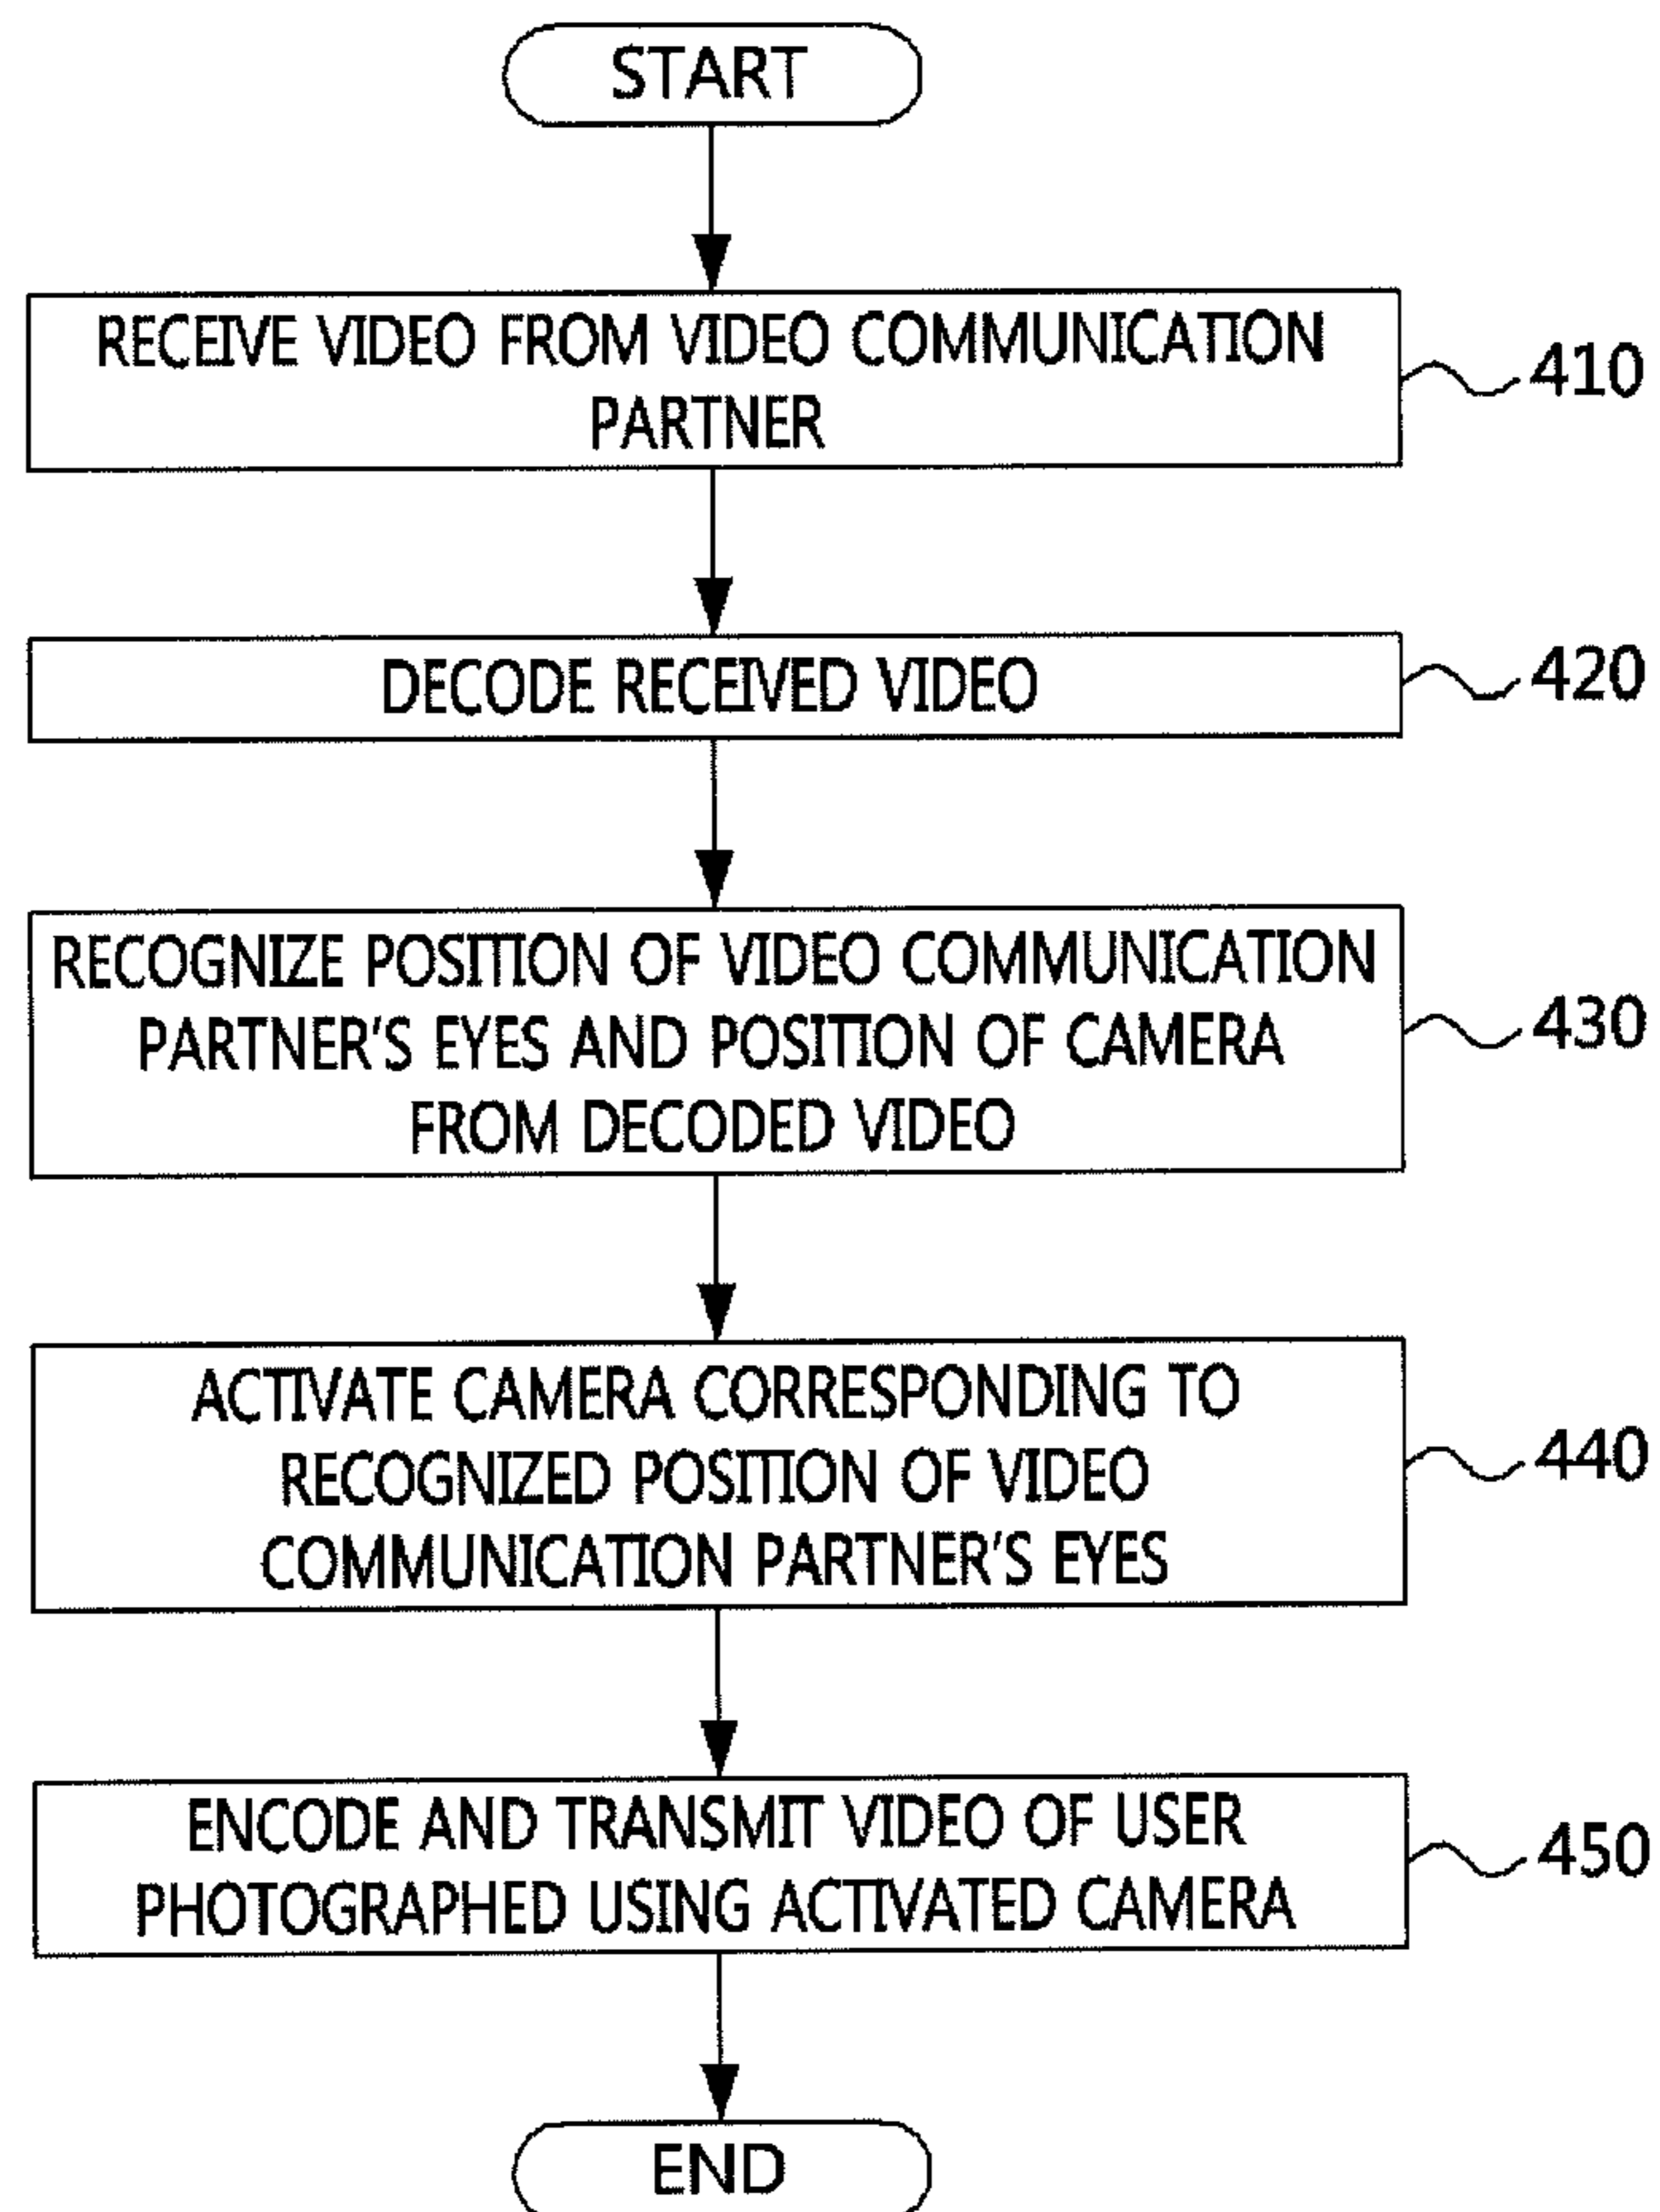 START
RECEIVE VIDEO FROM VIDEO COMMUNICATION
PARTNER
410
DECODE RECEIVED VIDEO
420
RECOGNIZE POSITION OF VIDEO COMMUNICATION
PARTNER'S EYES AND POSITION OF CAMERA
FROM DECODED VIDEO
430
ACTIVATE CAMERA CORRESPONDING TO
RECOGNIZED POSITION OF VIDEO
COMMUNICATION PARTNER'S EYES
440
ENCODE AND TRANSMIT VIDEO OF USER
PHOTOGRAPHED USING ACTIVATED CAMERA
450
END